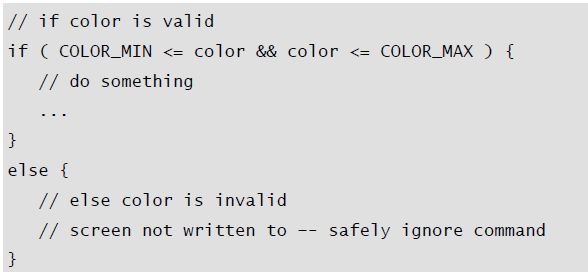 // if color is valid
if ( COLOR_MIN <= color && color <= COLOR_MAX ) {
   // do something
   ...
}
else {
   // else color is invalid
   // screen not written to -- safely ignore command
}